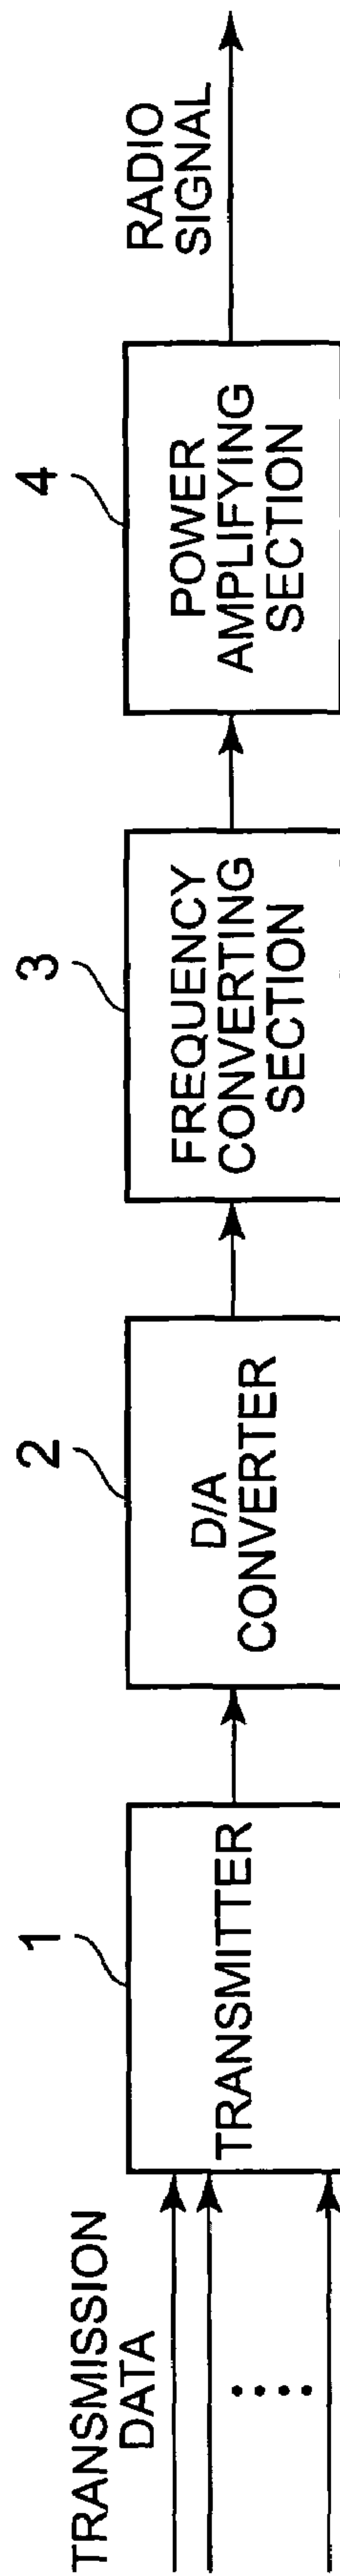 TRANSMISSION
DATA
1
TRANSMITTER
2
D/A
CONVERTER
3
FREQUENCY
CONVERTING
SECTION
4
POWER
AMPLIFYING
SECTION
RADIO
SIGNAL